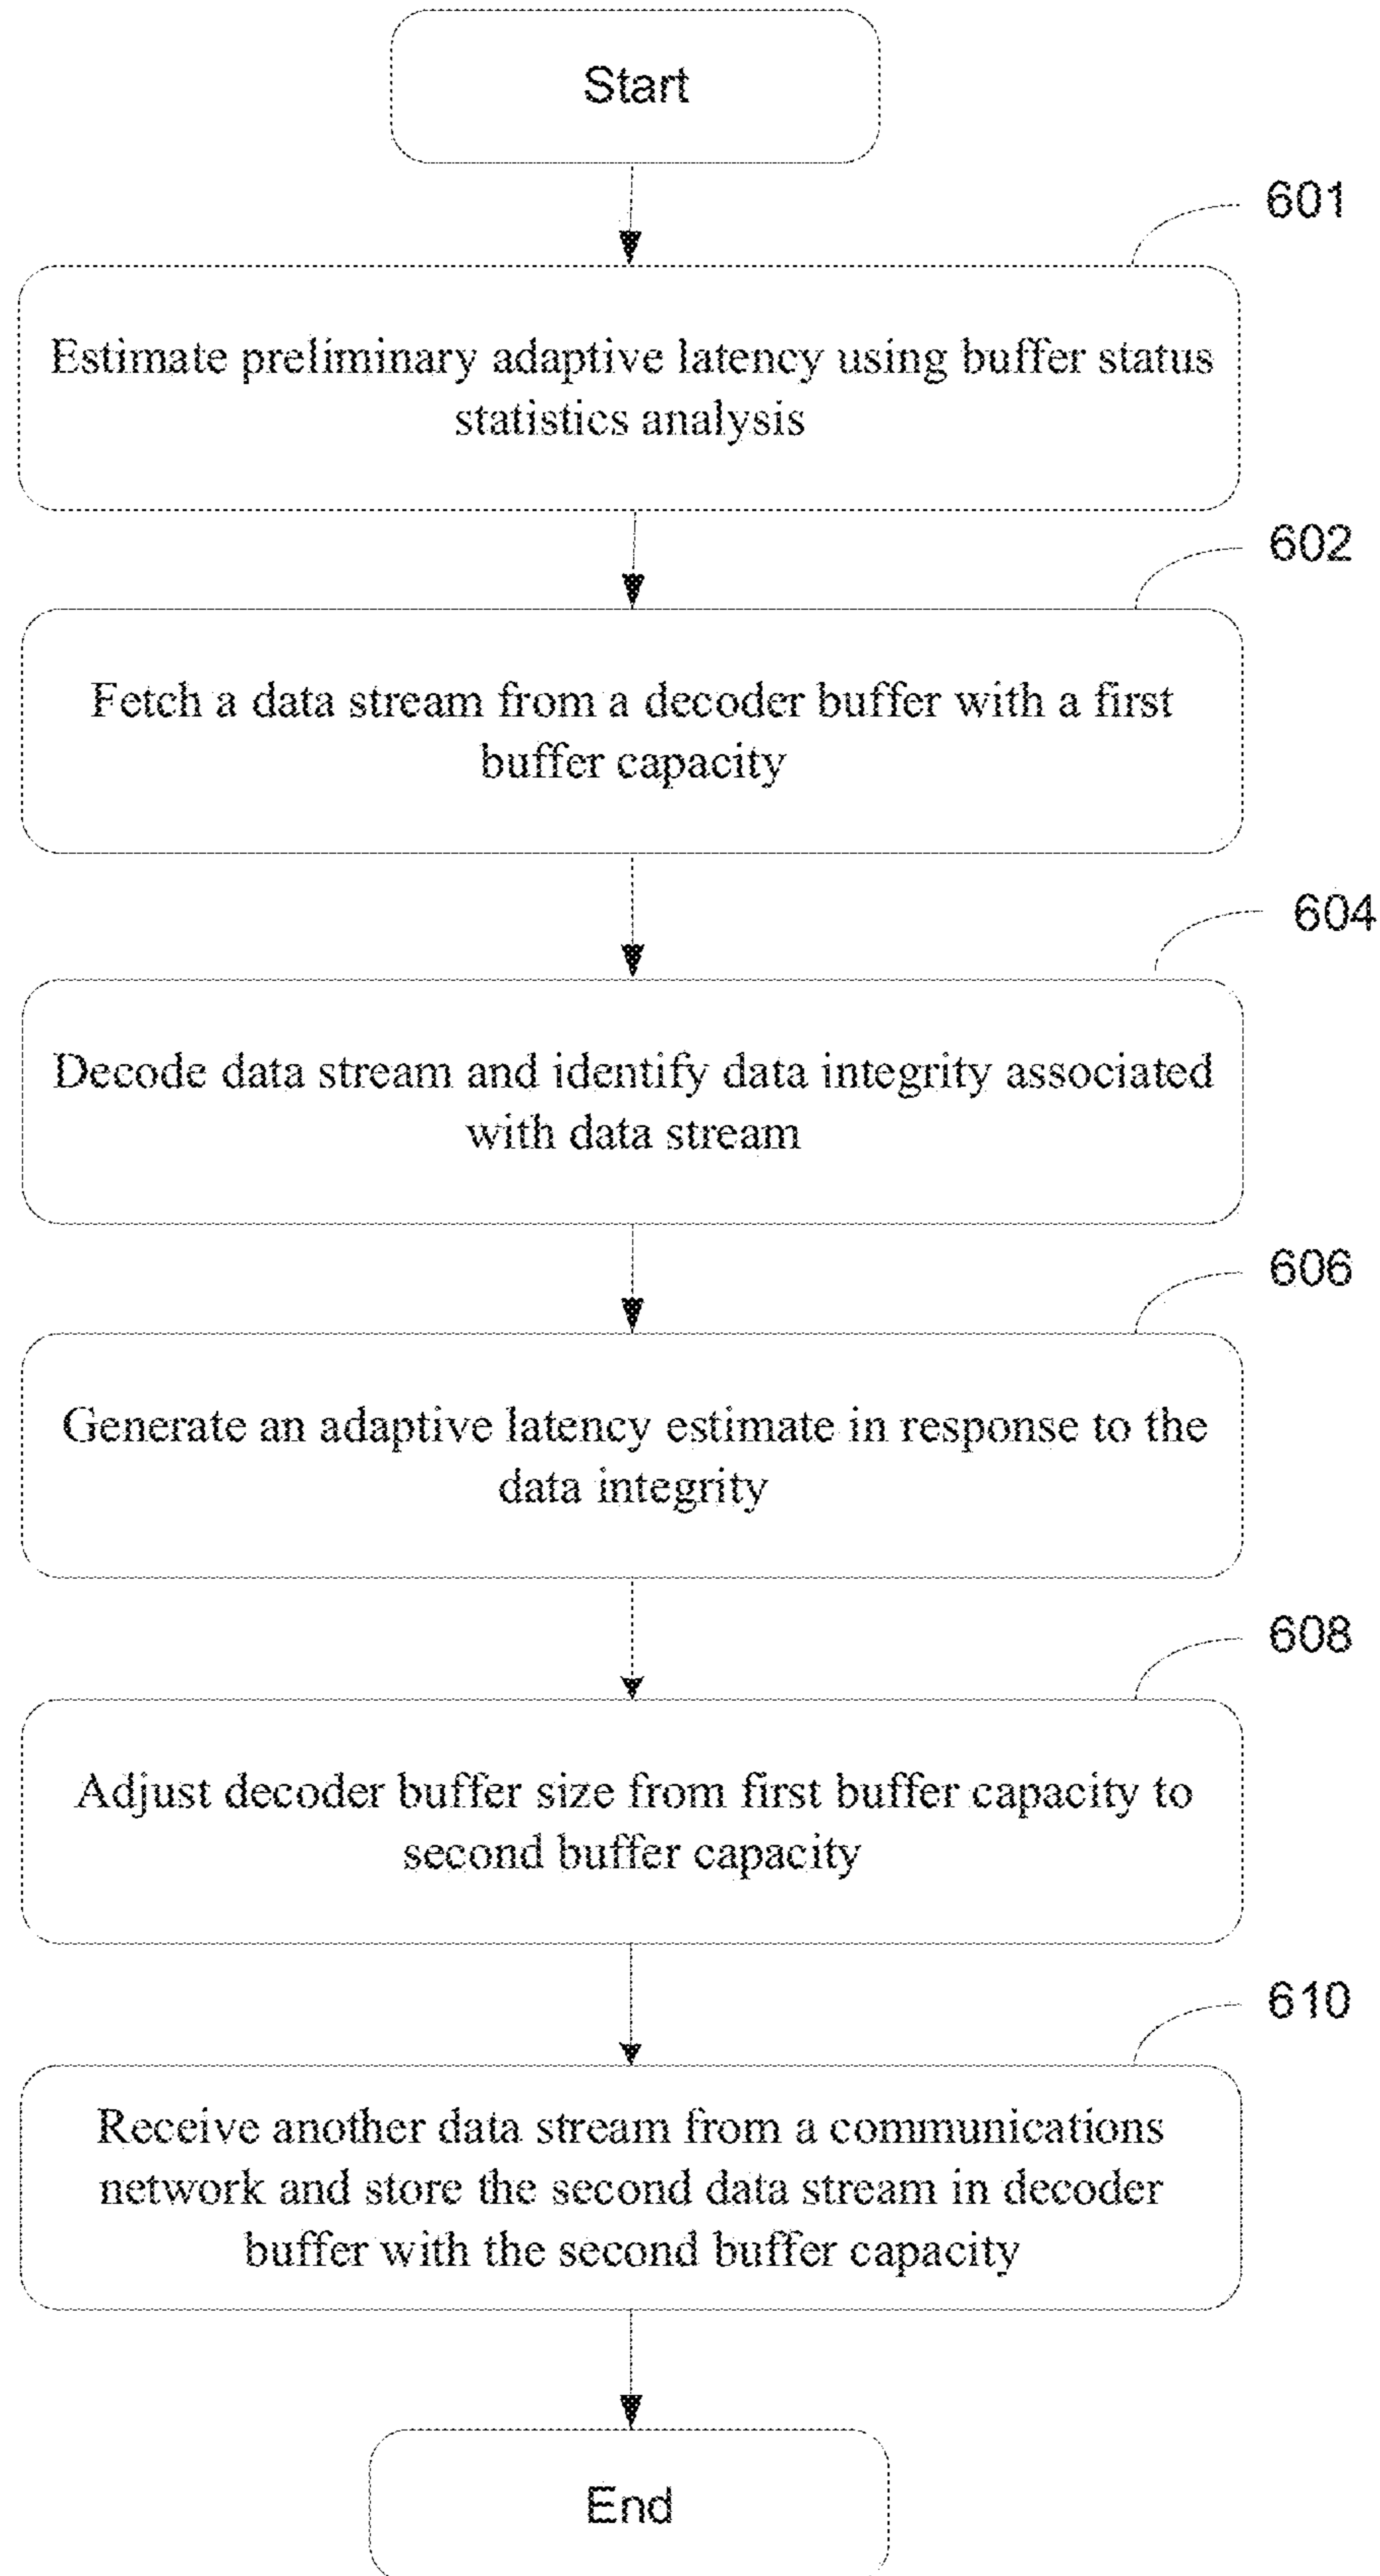 Start
601
Estimate preliminary adaptive latency using buffer status
statistics analysis
602
Fetch a data stream from a decoder buffer with a first
buffer capacity
604
Decode data stream and identify data integrity associated
with data stream
606
Generate an adaptive latency estimate in response to the
data integrity
608
Adjust decoder buffer size from first buffer capacity to
second buffer capacity
610
Receive another data stream from a communications
network and store the second data stream in decoder
buffer with the second buffer capacity
End